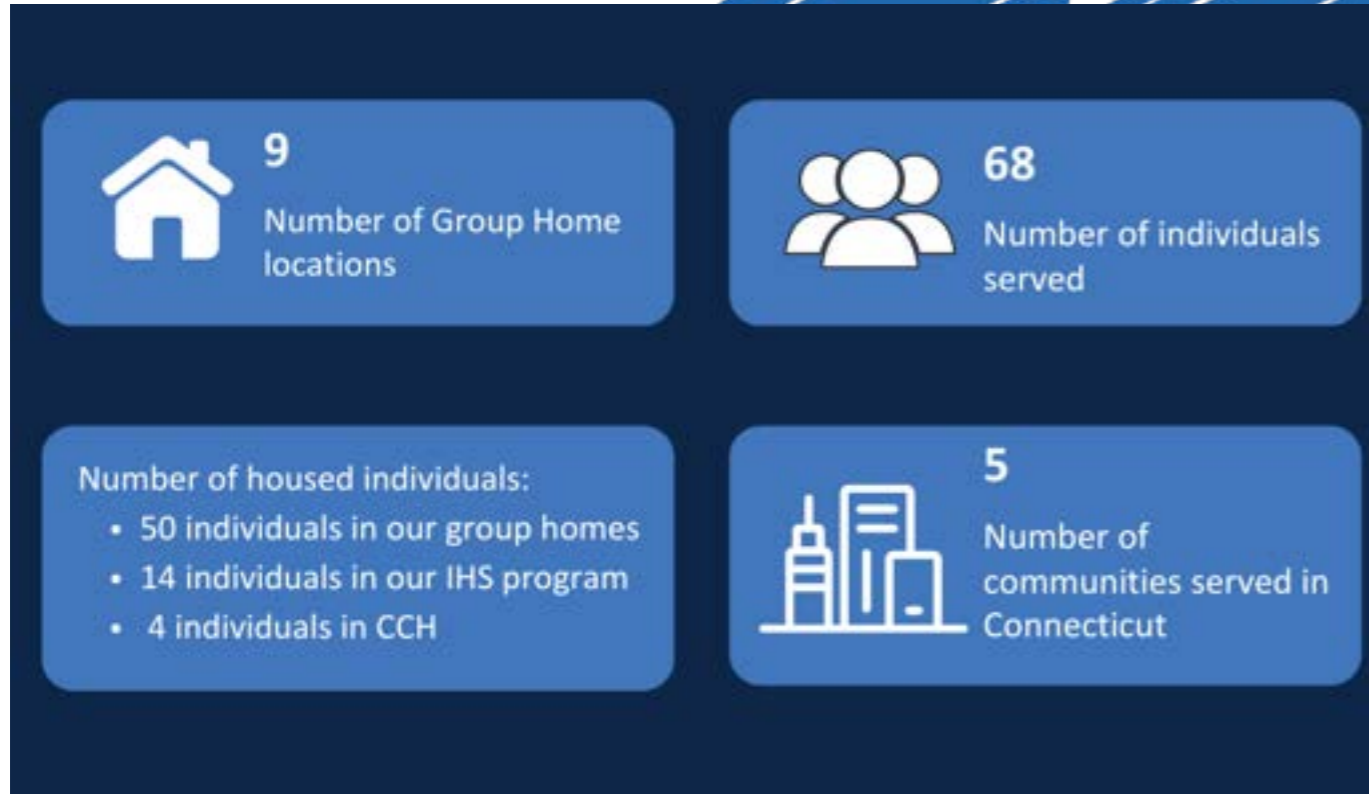 9
Number of Group Home
locations
68
Number of individuals
served
Number of housed individuals:
• 50 individuals in our group homes
• 14 individuals in our IHS program
• 4 individuals in CCH
5
Number of
communities served in
Connecticut